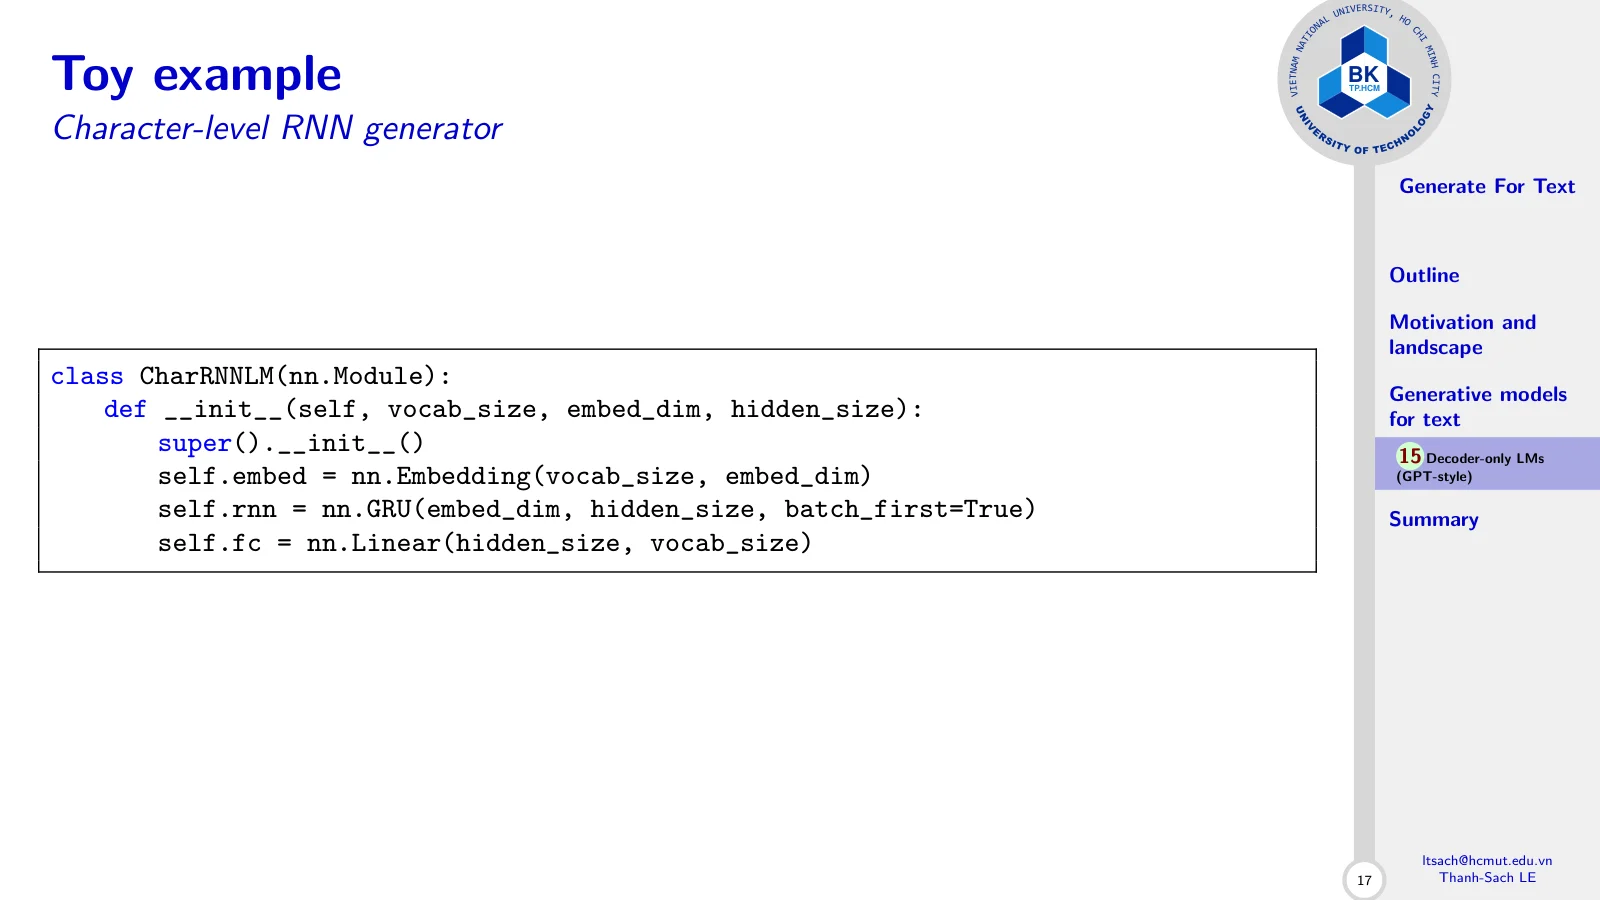 Toy example
Character-level RNN generator
class CharRNNLM(nn.Module):
    def __init__(self, vocab_size, embed_dim, hidden_size):
        super().__init__()
        self.embed = nn.Embedding(vocab_size, embed_dim)
        self.rnn = nn.GRU(embed_dim, hidden_size, batch_first=True)
        self.fc = nn.Linear(hidden_size, vocab_size)
VIETNAM NATIONAL UNIVERSITY, HO CHI MINH CITY
BK
TP.HCM
UNIVERSITY OF TECHNOLOGY
Generate For Text
Outline
Motivation and
landscape
Generative models
for text
15 Decoder-only LMs
(GPT-style)
Summary
ltsach@hcmut.edu.vn
Thanh-Sach LE
17